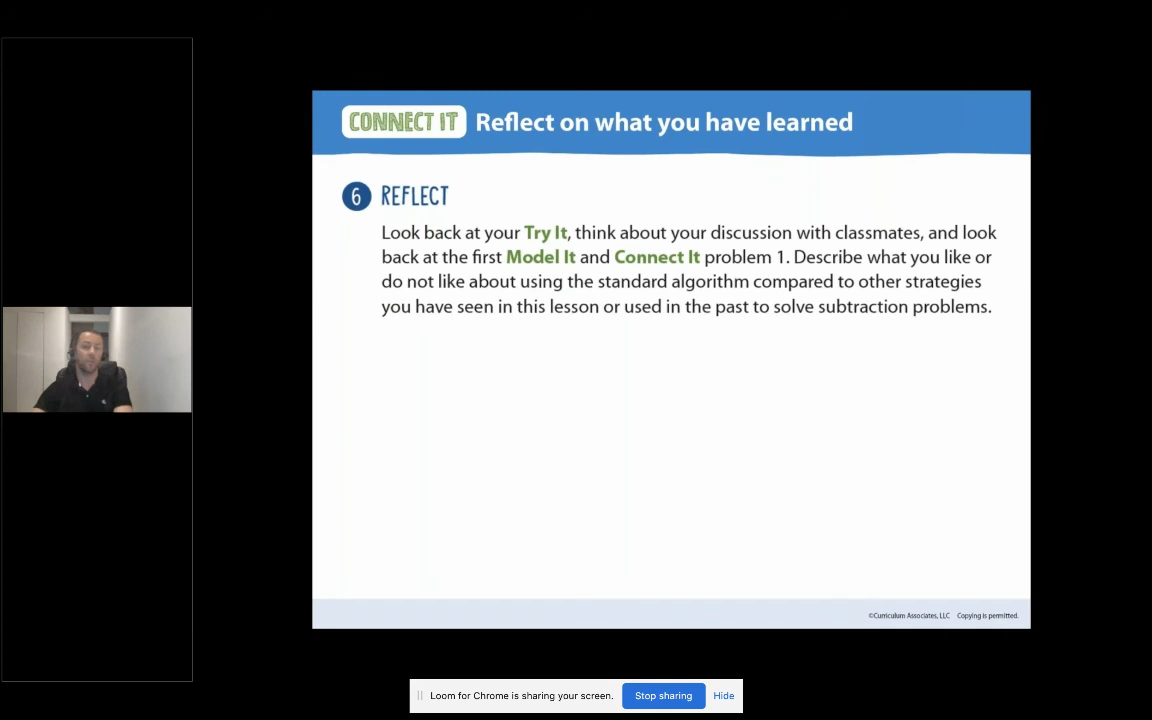 CONNECT IT Reflect on what you have learned
6 REFLECT
Look back at your Try It, think about your discussion with classmates, and look
back at the first Model It and Connect It problem 1. Describe what you like or
do not like about using the standard algorithm compared to other strategies
you have seen in this lesson or used in the past to solve subtraction problems.
©Curriculum Associates, LLC Copying is permitted.
Loom for Chrome is sharing your screen. Stop sharing Hide